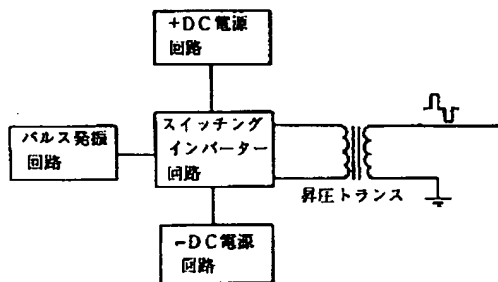 +DC電源
回路
スイッチング
インバーター
回路
パルス発振
回路
昇圧トランス
−DC電源
回路